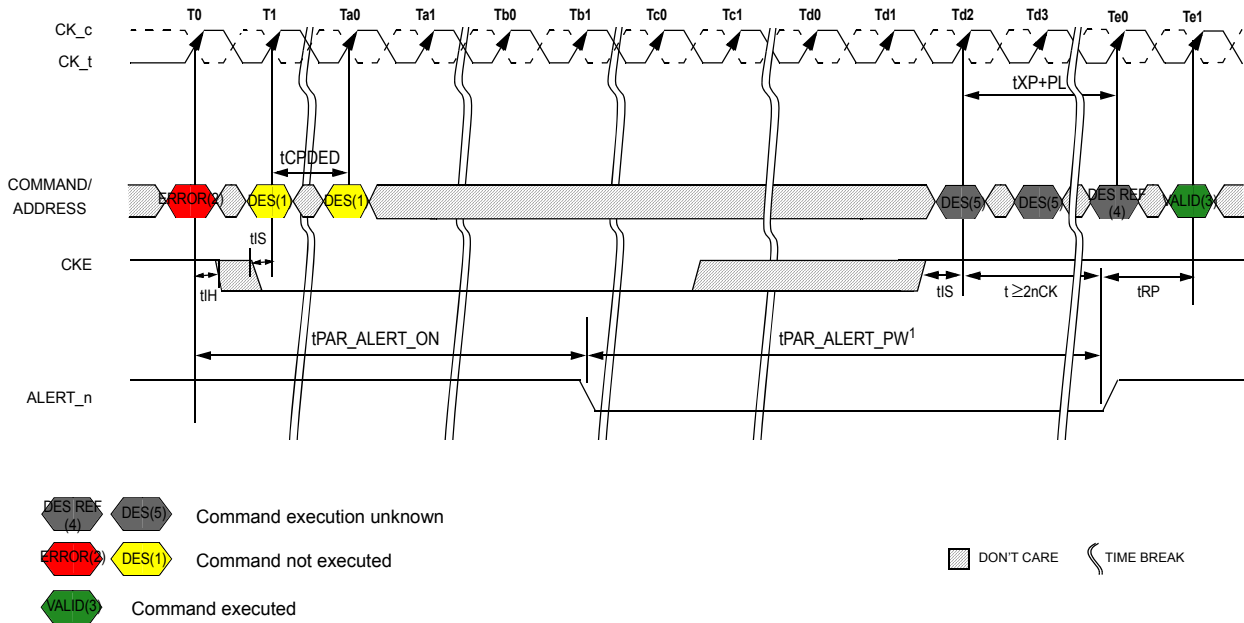 T0 T1 Ta0 Ta1 Tb0 Tb1 Tc0 Tc1 Td0 Td1 Td2 Td3 Te0 Te1
CK_c
CK_t
tXP+PL
tCPDED
COMMAND/
ADDRESS
ERROR(2) DES(1 DES(1) DES(5) DES(5) DES REF
(4) VALID(3)
tIS
CKE
tIH
tIS t ≥2nCK tRP
tPAR_ALERT_ON tPAR_ALERT_PW1
ALERT_n
DES REF
(4) DES(5) Command execution unknown
ERROR(2) DES(1) Command not executed
DON'T CARE TIME BREAK
VALID(3) Command executed